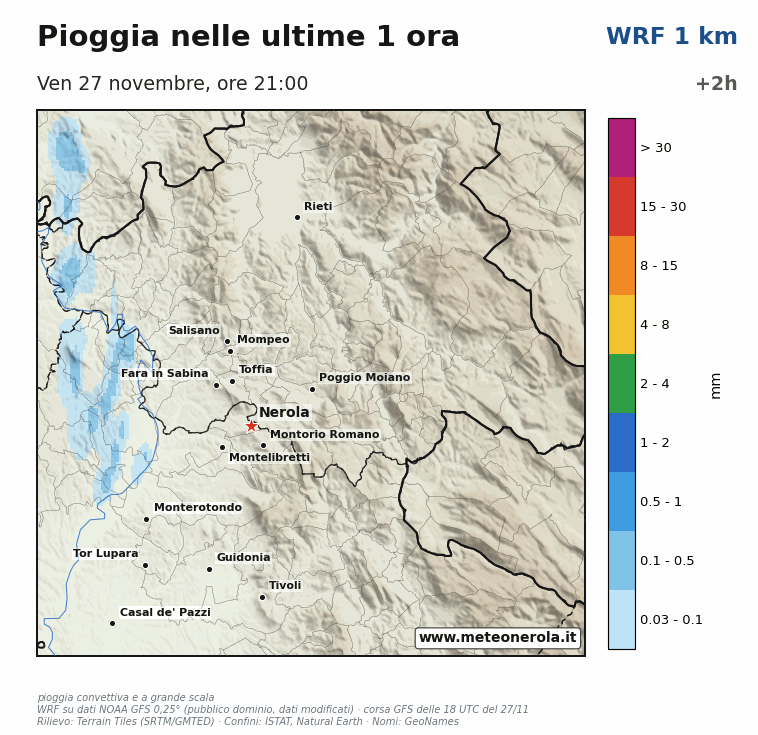 Pioggia nelle ultime 1 ora
WRF 1 km
Ven 27 novembre, ore 21:00
+2h
Rieti
Salisano
Mompeo
Fara in Sabina
Toffia
Poggio Moiano
Nerola
Montorio Romano
Montelibretti
Monterotondo
Tor Lupara
Guidonia
Tivoli
Casal de' Pazzi
www.meteonerola.it
> 30
15 - 30
8 - 15
4 - 8
2 - 4
1 - 2
0.5 - 1
0.1 - 0.5
0.03 - 0.1
mm
pioggia convettiva e a grande scala
WRF su dati NOAA GFS 0,25° (pubblico dominio, dati modificati) · corsa GFS delle 18 UTC del 27/11
Rilievo: Terrain Tiles (SRTM/GMTED) · Confini: ISTAT, Natural Earth · Nomi: GeoNames